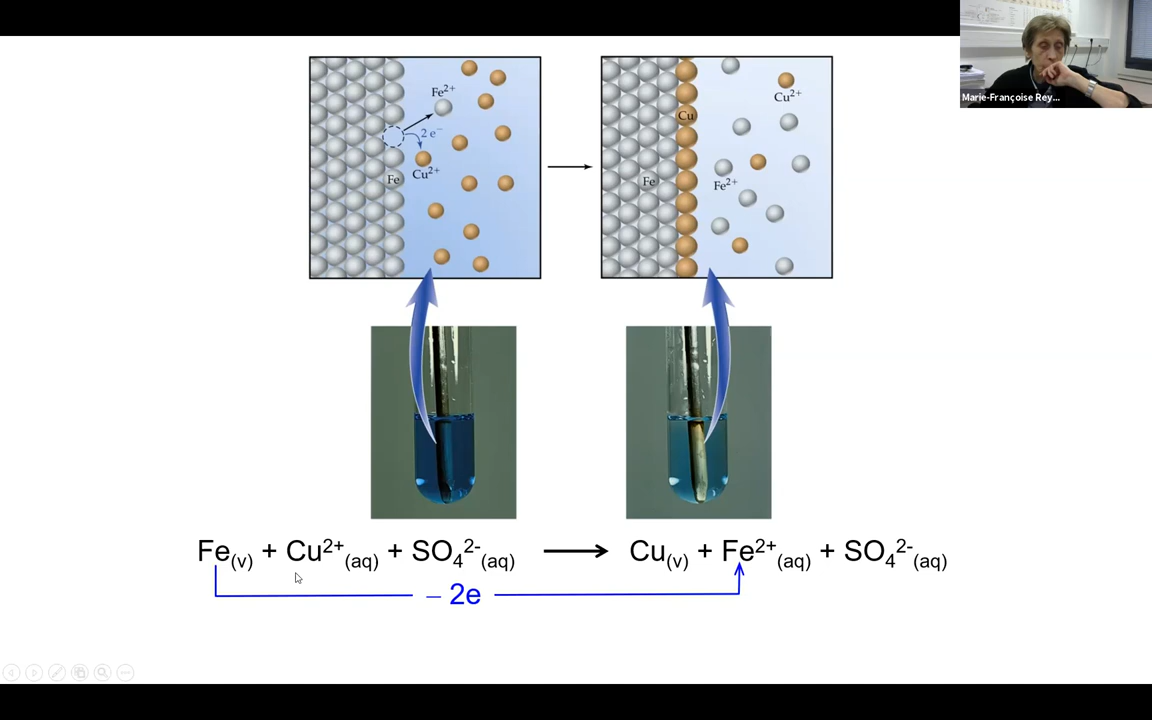 Marie-Françoise Rey...
Fe²⁺
2 e⁻
Cu²⁺
Fe
Cu²⁺
Cu
Fe
Fe²⁺
Fe(v) + Cu²⁺(aq) + SO₄²⁻(aq) ⟶ Cu(v) + Fe²⁺(aq) + SO₄²⁻(aq)
– 2e